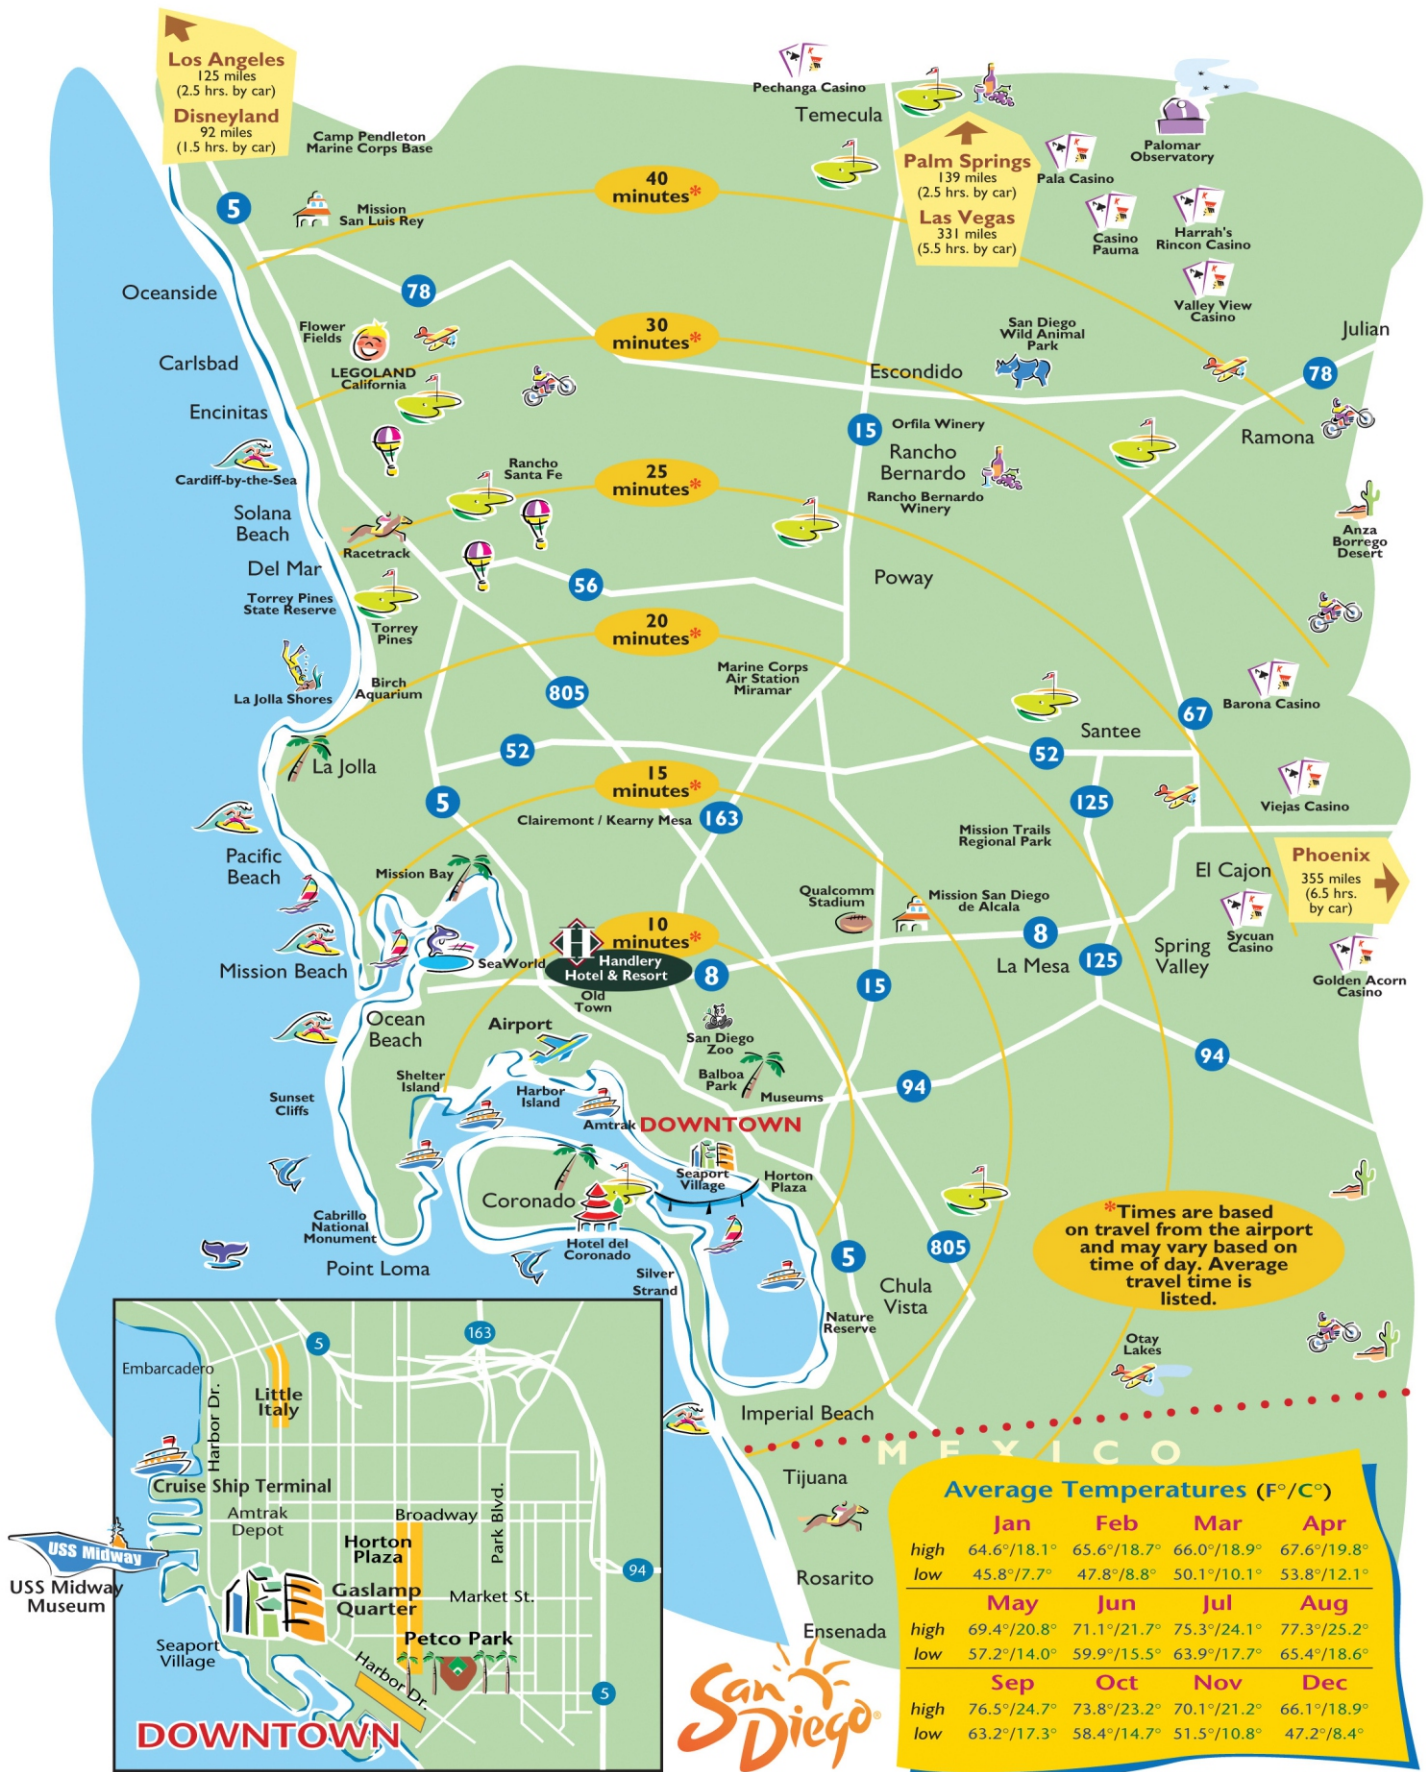 Los Angeles
125 miles
(2.5 hrs. by car)
Disneyland
92 miles
(1.5 hrs. by car)
Camp Pendleton
Marine Corps Base
Pechanga Casino
Temecula
Palm Springs
139 miles
(2.5 hrs. by car)
Las Vegas
331 miles
(5.5 hrs. by car)
Palomar
Observatory
Pala Casino
Casino
Pauma
Harrah's
Rincon Casino
Valley View
Casino
40
minutes*
5
Mission
San Luis Rey
Oceanside
78
30
minutes*
Flower
Fields
LEGOLAND
California
Carlsbad
Encinitas
San Diego
Wild Animal
Park
Escondido
Julian
78
15
Orfila Winery
Rancho
Bernardo
Rancho Bernardo
Winery
Ramona
Cardiff-by-the-Sea
Rancho
Santa Fe
25
minutes*
Solana
Beach
Racetrack
Anza
Borrego
Desert
Del Mar
56
Poway
Torrey Pines
State Reserve
Torrey
Pines
20
minutes*
Birch
Aquarium
La Jolla Shores
805
Marine Corps
Air Station
Miramar
Barona Casino
67
Santee
52
52
La Jolla
15
minutes*
5
125
Clairemont / Kearny Mesa
163
Viejas Casino
Mission Trails
Regional Park
Pacific
Beach
Mission Bay
El Cajon
Phoenix
355 miles
(6.5 hrs.
by car)
Qualcomm
Stadium
Mission San Diego
de Alcala
10
minutes*
H
Handlery
Hotel & Resort
8
8
SeaWorld
Mission Beach
La Mesa
125
Spring
Valley
Sycuan
Casino
Golden Acorn
Casino
15
Old
Town
Ocean
Beach
Airport
San Diego
Zoo
94
Shelter
Island
Balboa
Park
Museums
94
Sunset
Cliffs
Harbor
Island
Amtrak
DOWNTOWN
Seaport
Village
Horton
Plaza
Coronado
Cabrillo
National
Monument
Hotel del
Coronado
Point Loma
Silver
Strand
5
805
Chula
Vista
Nature
Reserve
*Times are based
on travel from the airport
and may vary based on
time of day. Average
travel time is
listed.
Otay
Lakes
Imperial Beach
MEXICO
Tijuana
Rosarito
Ensenada
5
163
Embarcadero
Harbor Dr.
Little
Italy
Cruise Ship Terminal
Amtrak
Depot
Broadway
Park Blvd.
Horton
Plaza
USS Midway
USS Midway
Museum
94
Gaslamp
Quarter
Market St.
Petco Park
Seaport
Village
Harbor Dr.
5
DOWNTOWN
San
Diego®
Average Temperatures (F°/C°)
Jan Feb Mar Apr
high 64.6°/18.1° 65.6°/18.7° 66.0°/18.9° 67.6°/19.8°
low 45.8°/7.7° 47.8°/8.8° 50.1°/10.1° 53.8°/12.1°
May Jun Jul Aug
high 69.4°/20.8° 71.1°/21.7° 75.3°/24.1° 77.3°/25.2°
low 57.2°/14.0° 59.9°/15.5° 63.9°/17.7° 65.4°/18.6°
Sep Oct Nov Dec
high 76.5°/24.7° 73.8°/23.2° 70.1°/21.2° 66.1°/18.9°
low 63.2°/17.3° 58.4°/14.7° 51.5°/10.8° 47.2°/8.4°